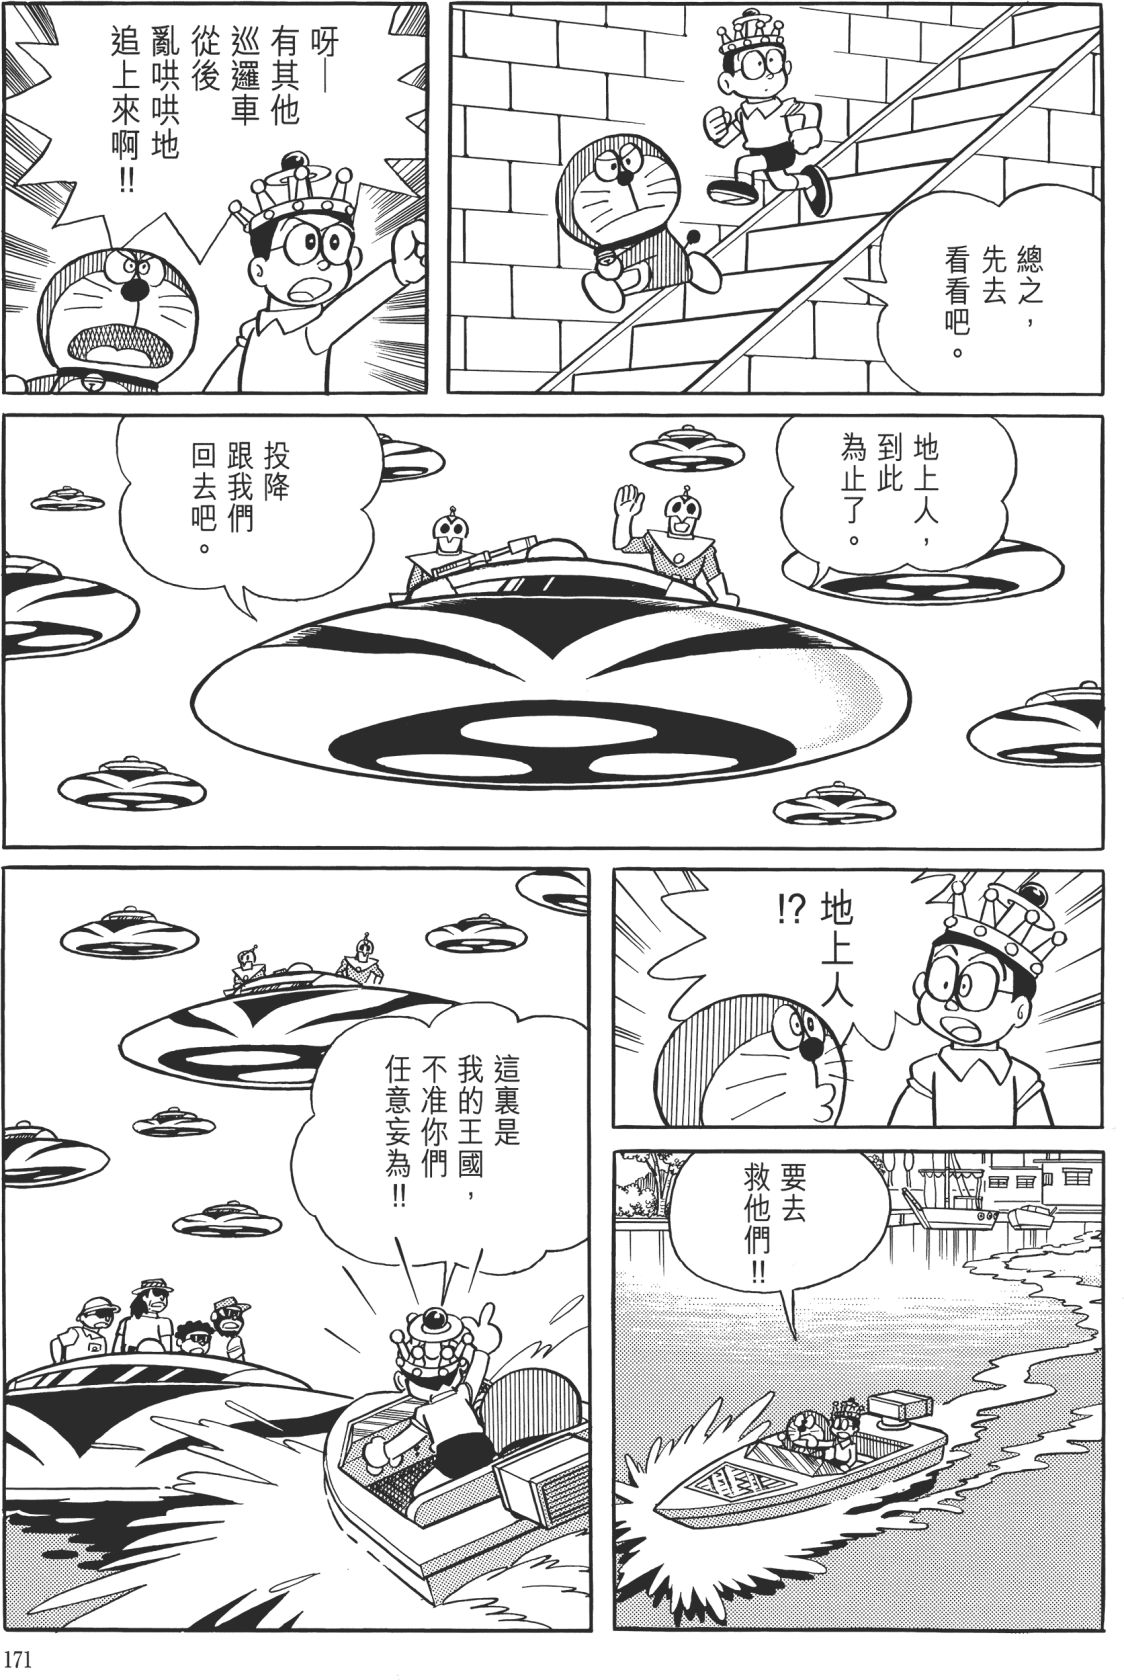 總之，
先去
看看吧。
呀—
有其他
巡邏車
從後
亂哄哄地
追上來啊!!
地上人，
到此
為止了。
投降
跟我們
回去吧。
地上人
!?
要去
救他們!!
這裏是
我的王國，
不准你們
任意妄為!!
171